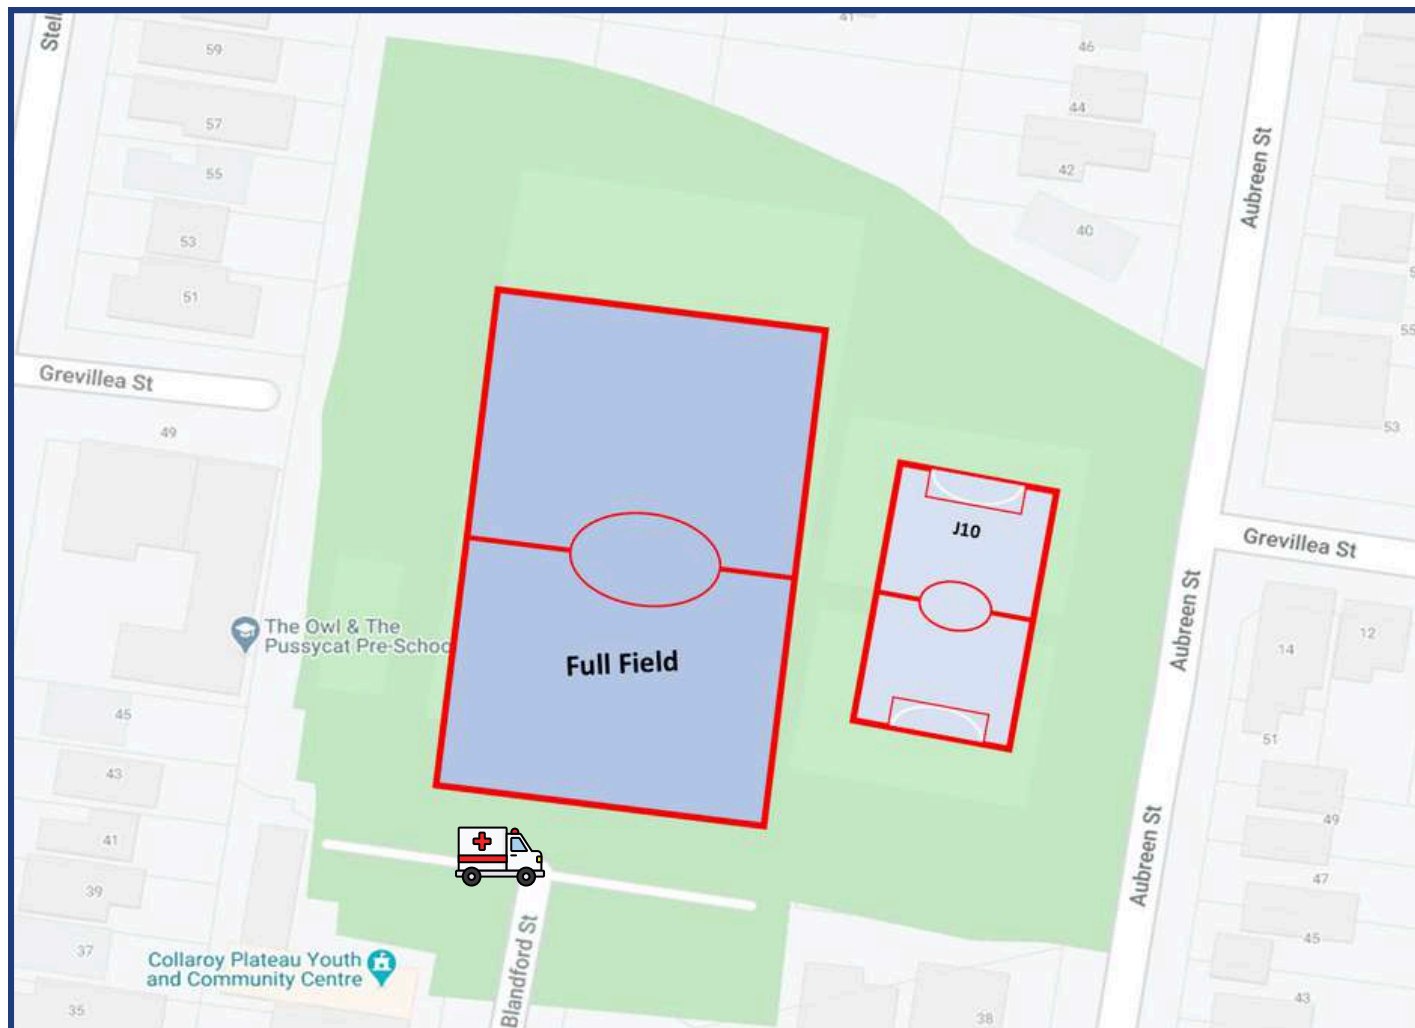 Stel
59
57
55
53
51
Grevillea St
49
41
46
44
42
40
Aubreen St
55
53
Grevillea St
J10
Full Field
The Owl & The
Pussycat Pre-Schoo
Aubreen St
14
12
51
45
43
41
39
37
35
Collaroy Plateau Youth
and Community Centre
Blandford St
Aubreen St
49
47
45
43
38